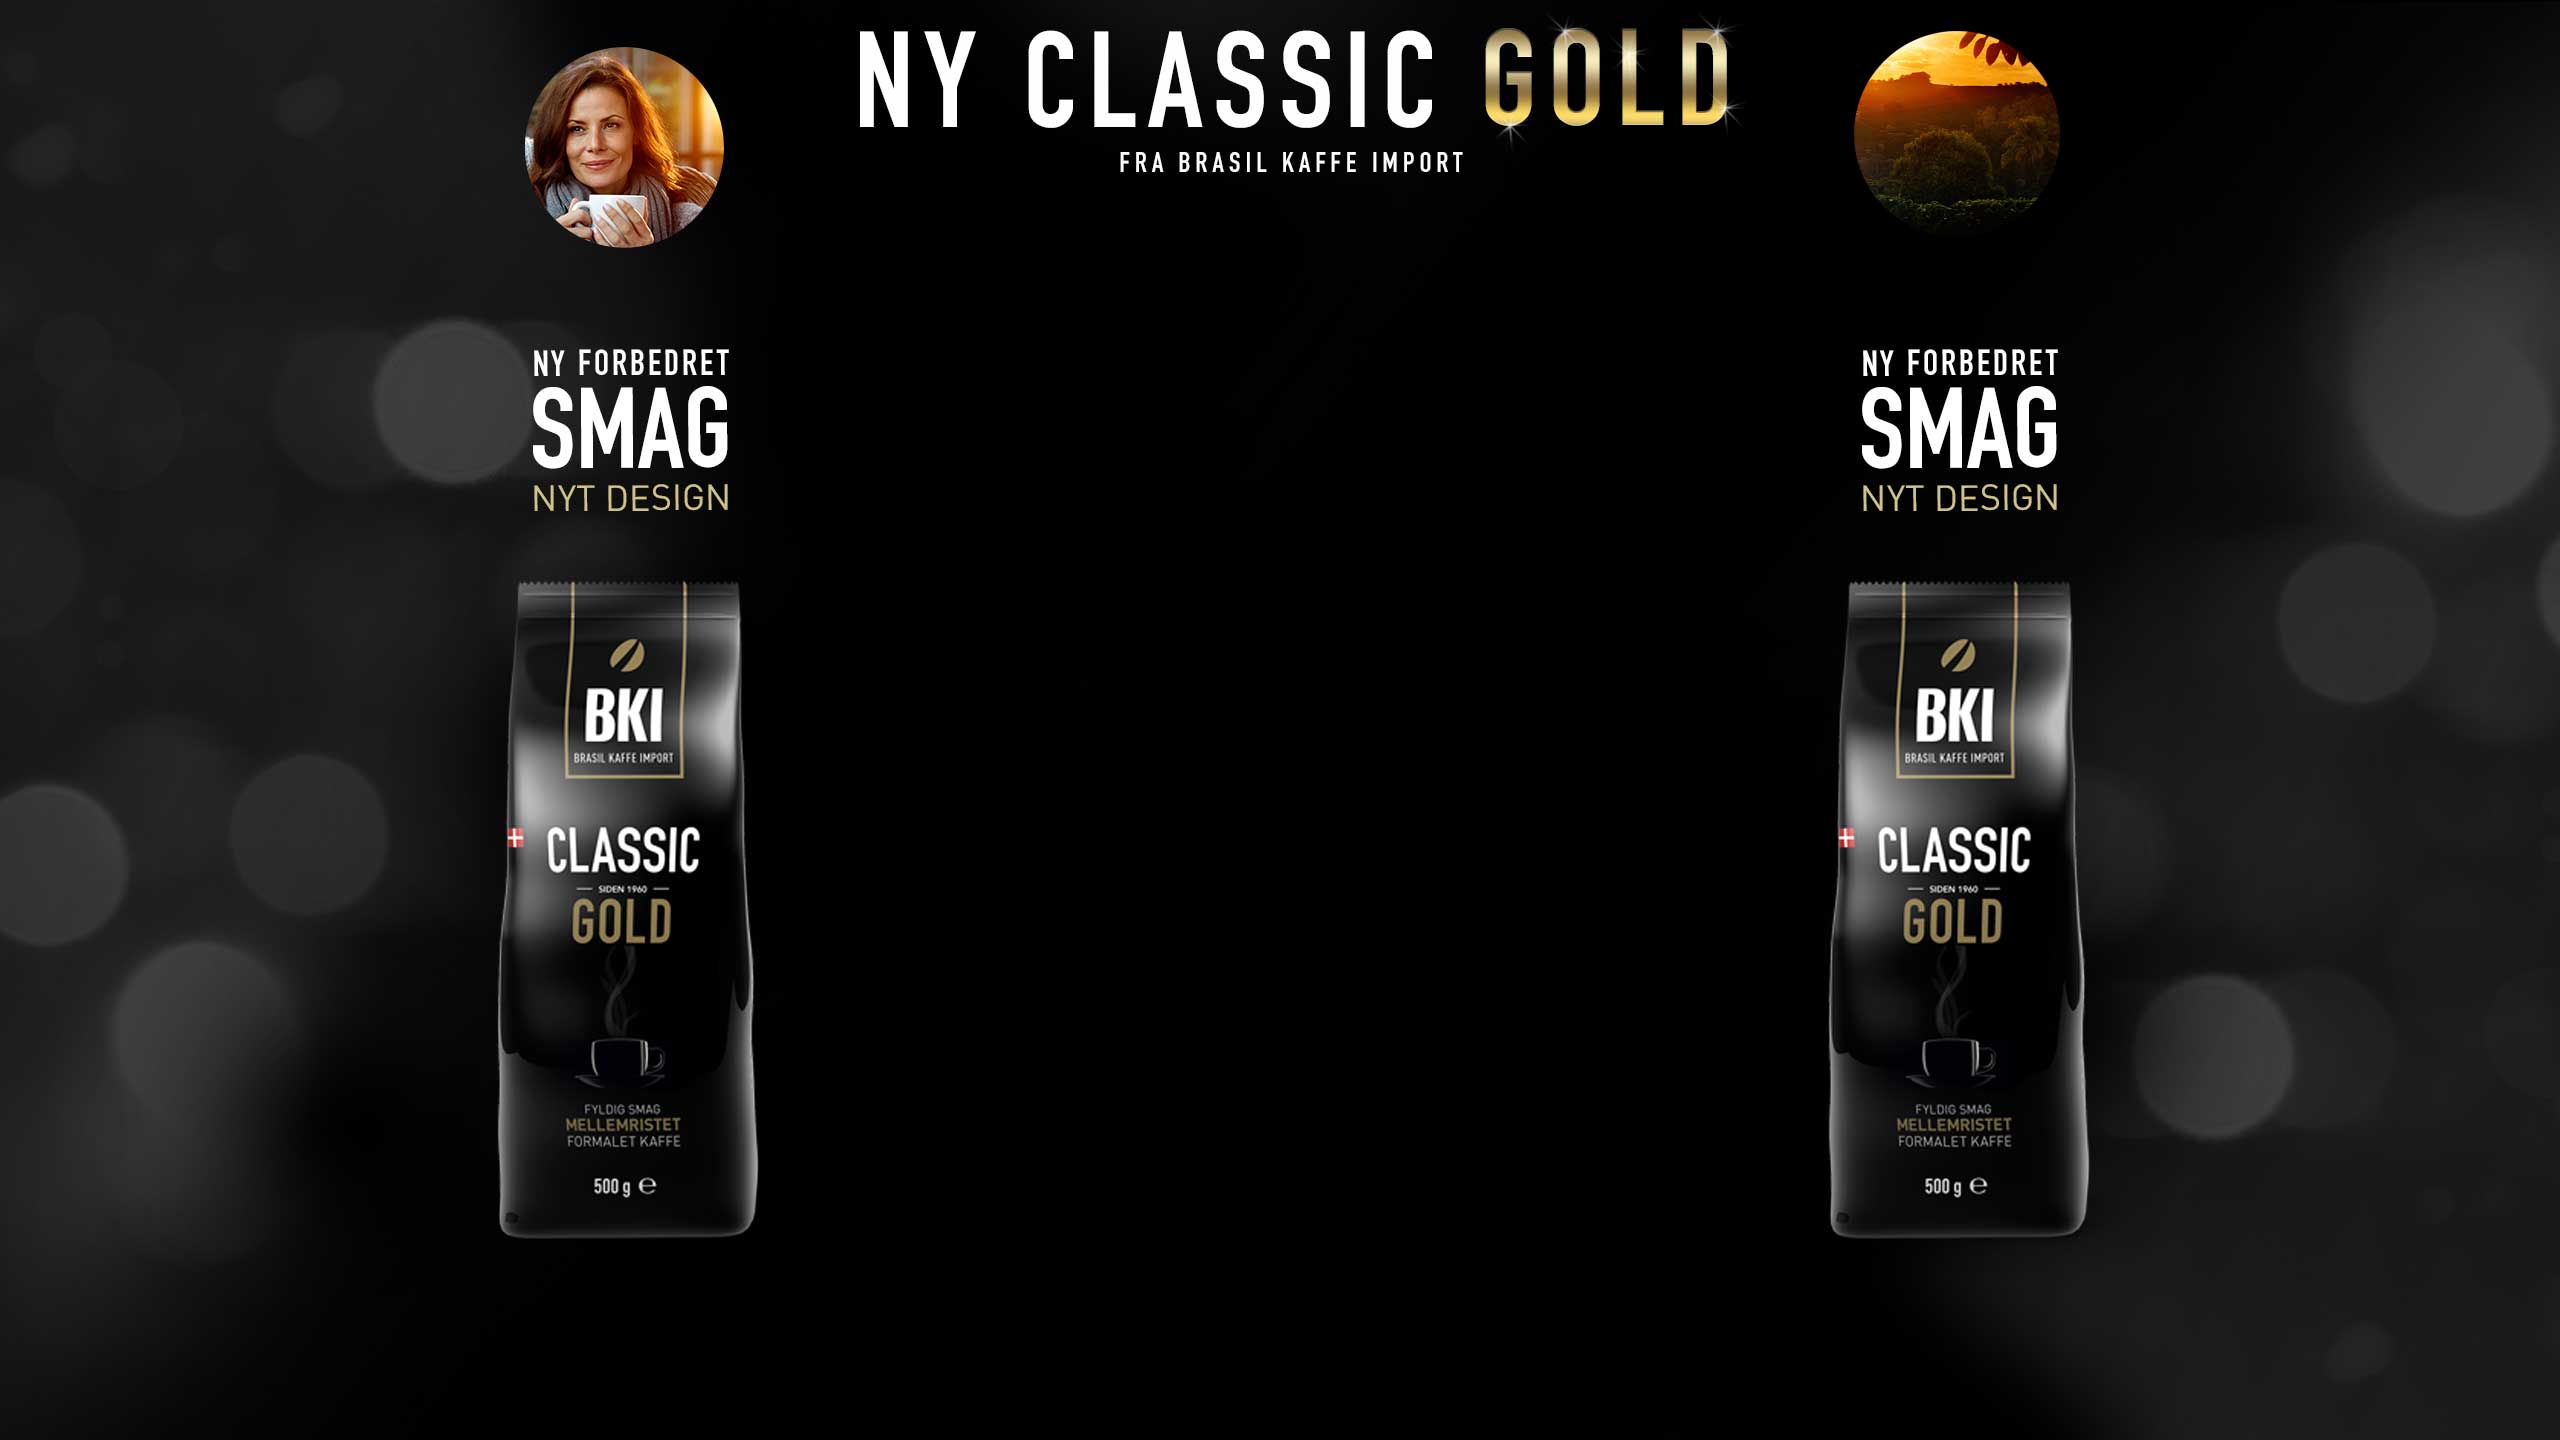 NY CLASSIC GOLD
FRA BRASIL KAFFE IMPORT
NY FORBEDRET
SMAG
NYT DESIGN
BKI
BRASIL KAFFE IMPORT
CLASSIC
SIDEN 1960
GOLD
FYLDIG SMAG
MELLEMRISTET
FORMALET KAFFE
500 g ℮
NY FORBEDRET
SMAG
NYT DESIGN
BKI
BRASIL KAFFE IMPORT
CLASSIC
SIDEN 1960
GOLD
FYLDIG SMAG
MELLEMRISTET
FORMALET KAFFE
500 g ℮